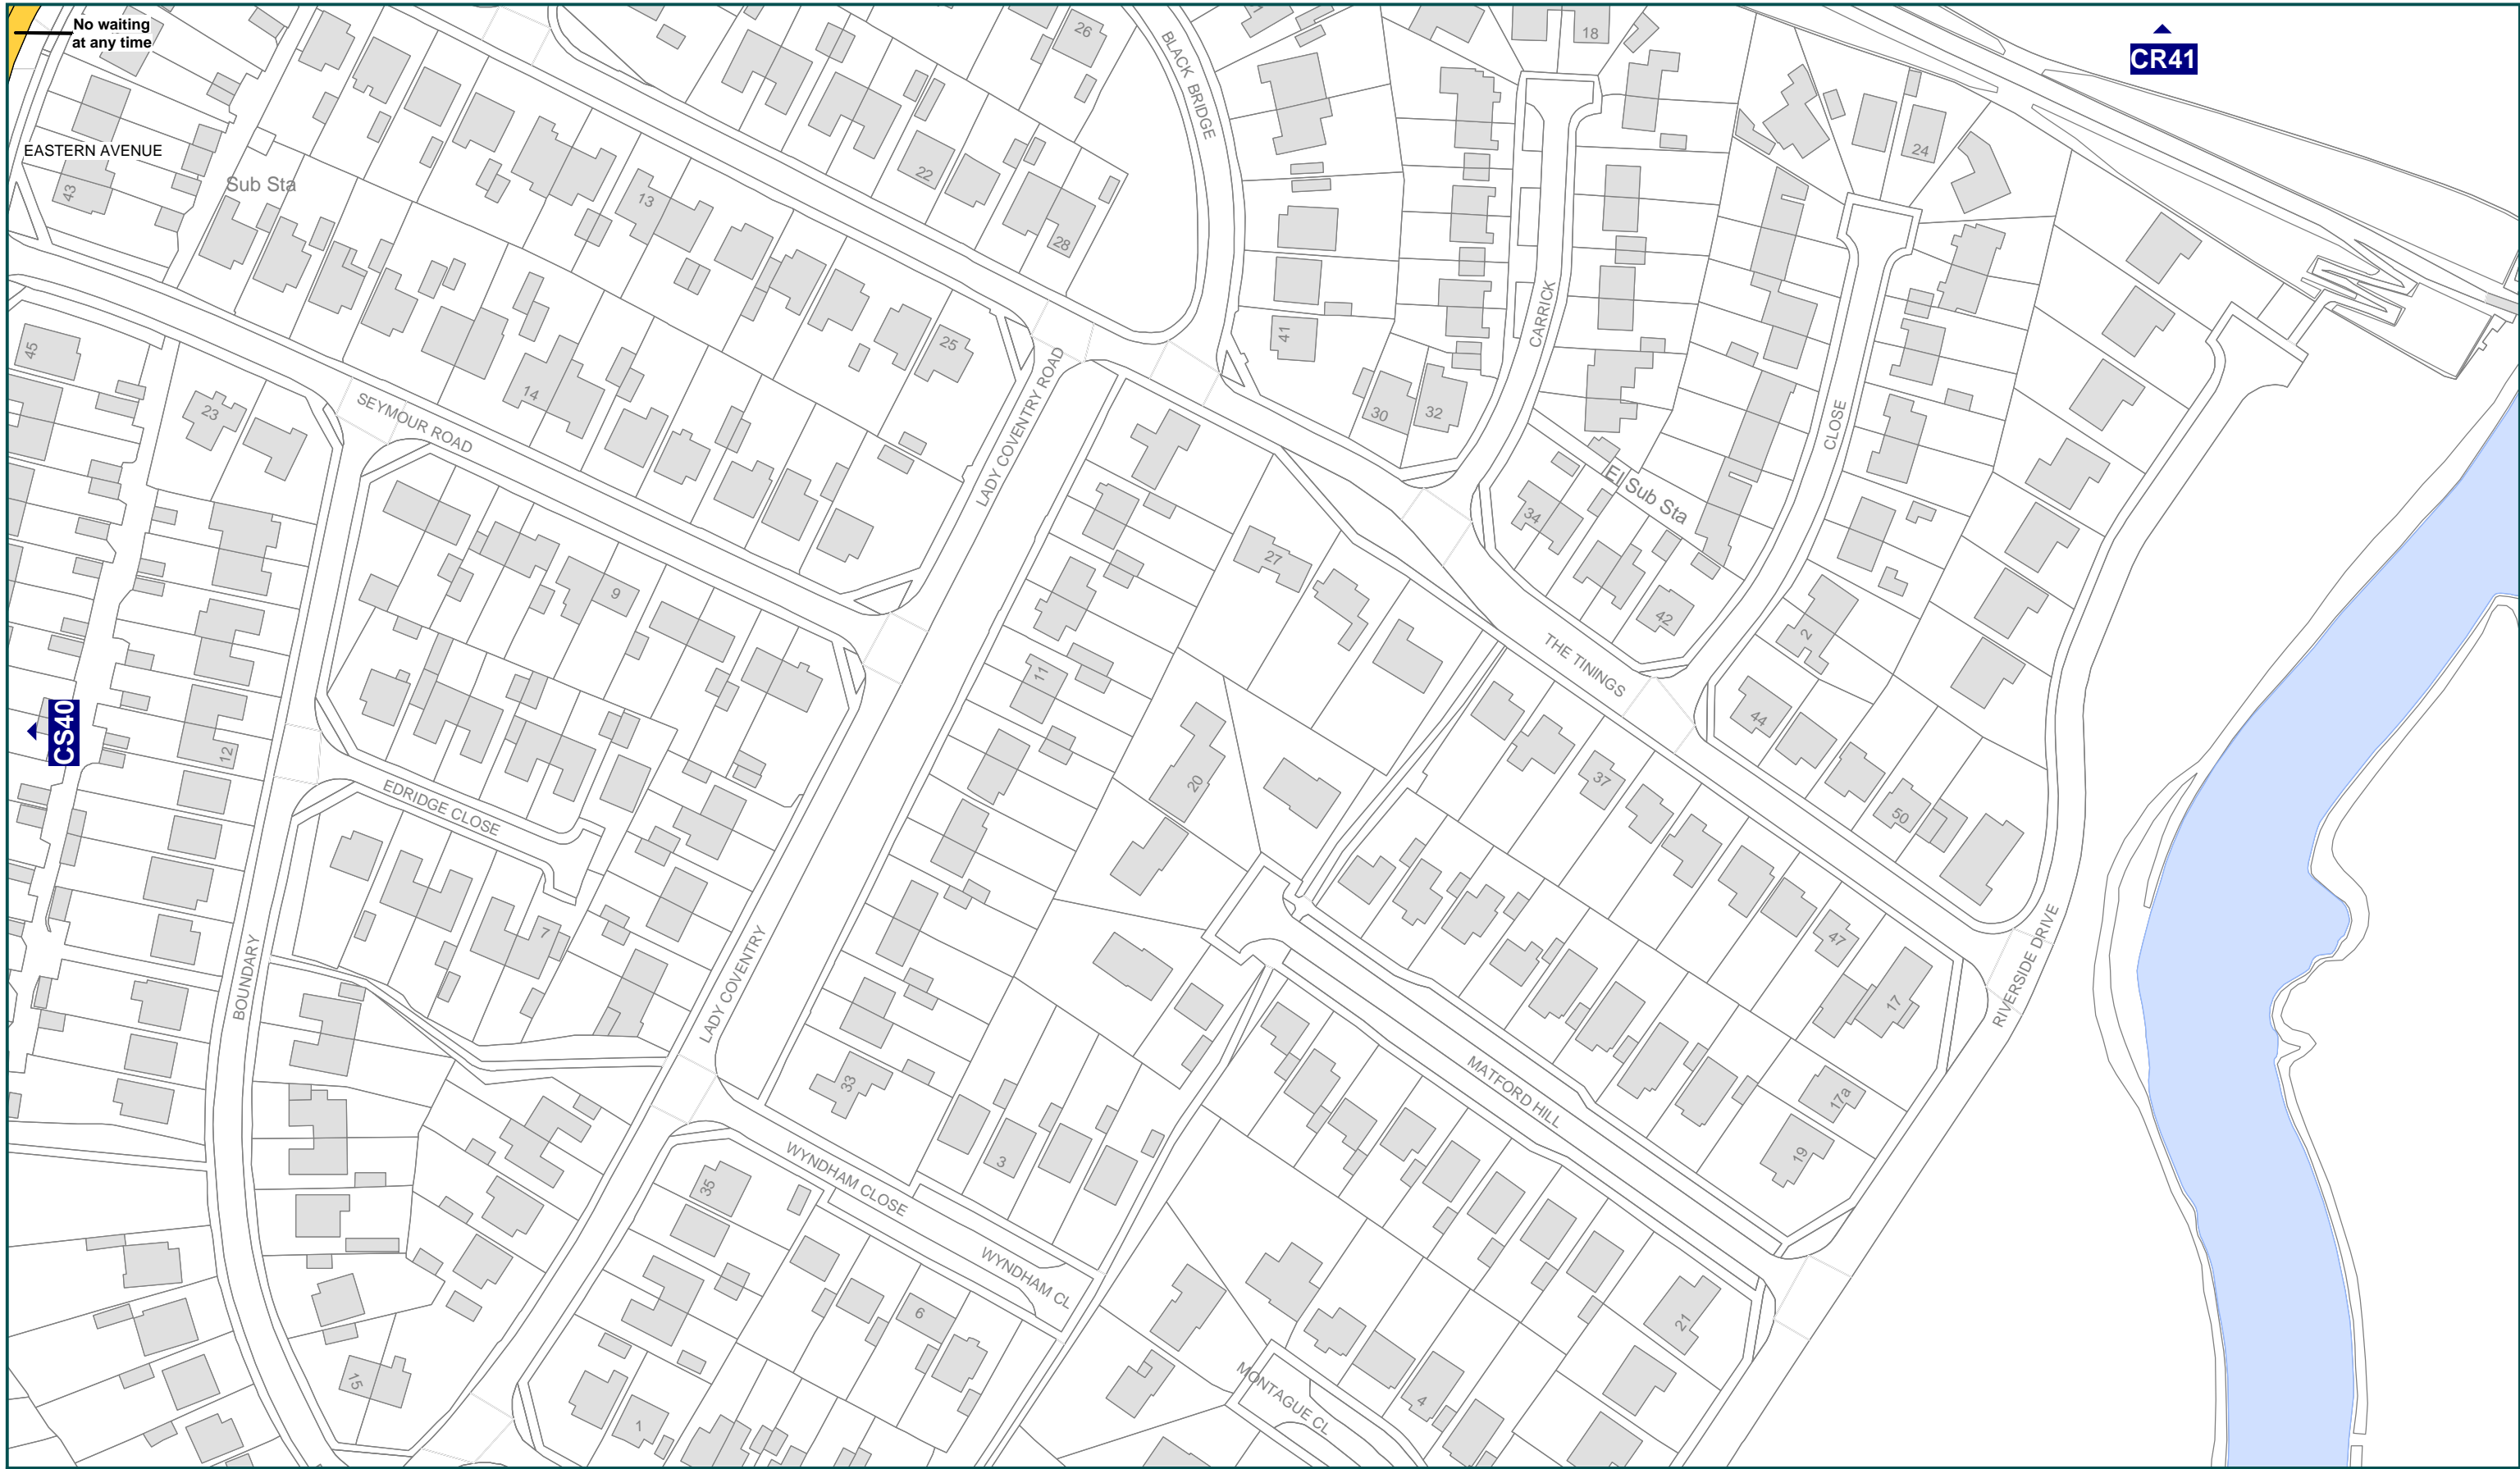 No waiting
at any time
CR41
26
18
BLACK BRIDGE
24
EASTERN AVENUE
Sub Sta
43
22
13
28
CARRICK
41
25
45
LADY COVENTRY ROAD
14
30
32
23
SEYMOUR ROAD
CLOSE
El Sub Sta
34
27
9
42
2
THE TININGS
11
44
CS40
12
20
37
50
EDRIDGE CLOSE
7
47
BOUNDARY
LADY COVENTRY
RIVERSIDE DRIVE
17
33
MATFORD HILL
17a
3
19
WYNDHAM CLOSE
35
WYNDHAM CL
6
21
15
MONTAGUE CL
4
1